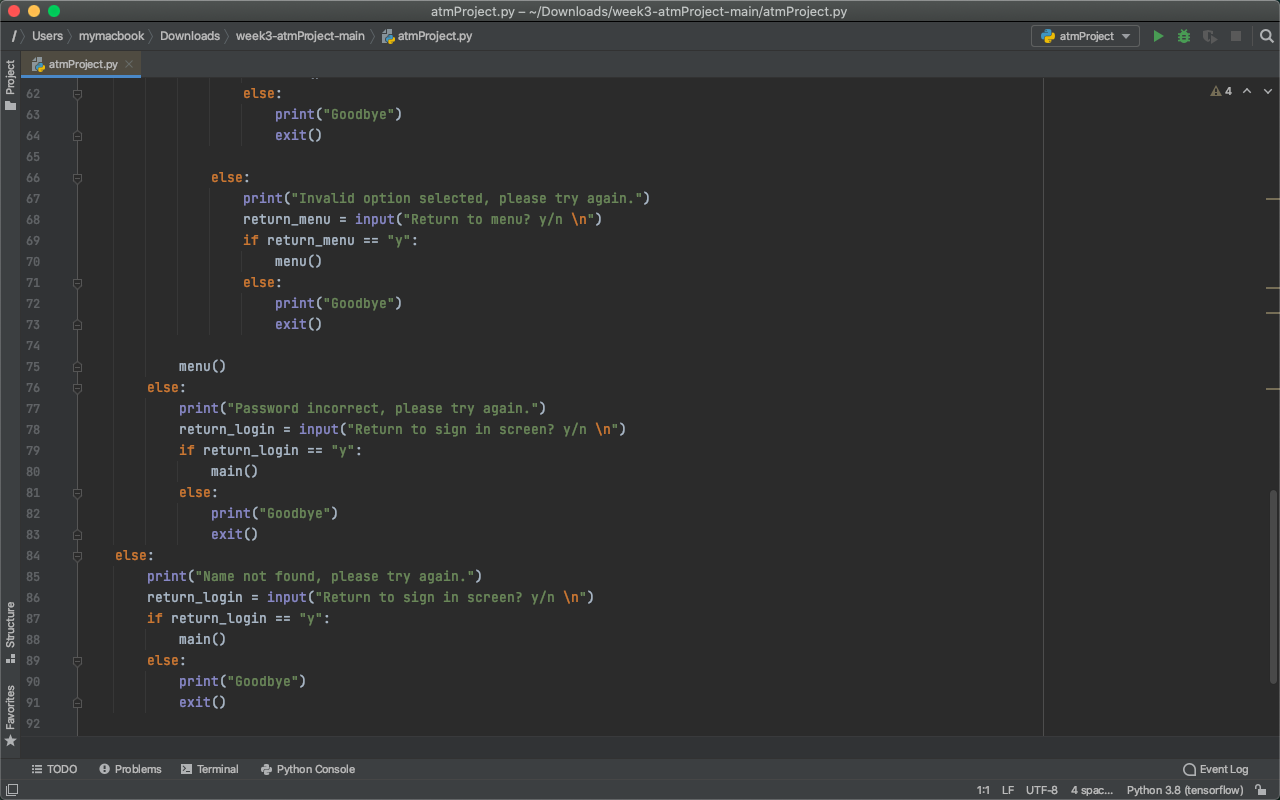 atmProject.py – ~/Downloads/week3-atmProject-main/atmProject.py
/ Users mymacbook Downloads week3-atmProject-main atmProject.py atmProject
Project
atmProject.py
4
62 else:
63 print("Goodbye")
64 exit()
65
66 else:
67 print("Invalid option selected, please try again.")
68 return_menu = input("Return to menu? y/n \n")
69 if return_menu == "y":
70 menu()
71 else:
72 print("Goodbye")
73 exit()
74
75 menu()
76 else:
77 print("Password incorrect, please try again.")
78 return_login = input("Return to sign in screen? y/n \n")
79 if return_login == "y":
80 main()
81 else:
82 print("Goodbye")
83 exit()
84 else:
85 print("Name not found, please try again.")
86 return_login = input("Return to sign in screen? y/n \n")
87 if return_login == "y":
88 main()
89 else:
90 print("Goodbye")
91 exit()
92
Structure
Favorites
TODO Problems Terminal Python Console Event Log
1:1 LF UTF-8 4 spac... Python 3.8 (tensorflow)